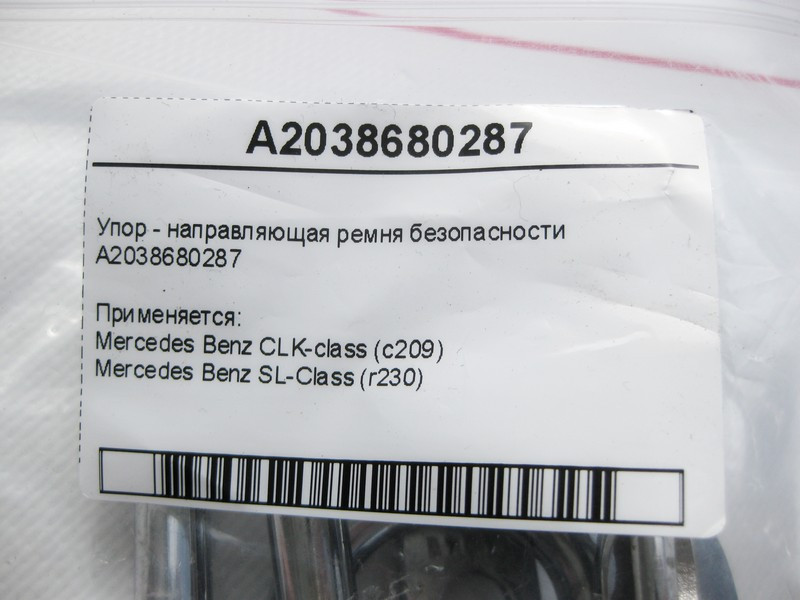 A2038680287
Упор - направляющая ремня безопасности
A2038680287
Применяется:
Mercedes Benz CLK-class (c209)
Mercedes Benz SL-Class (r230)